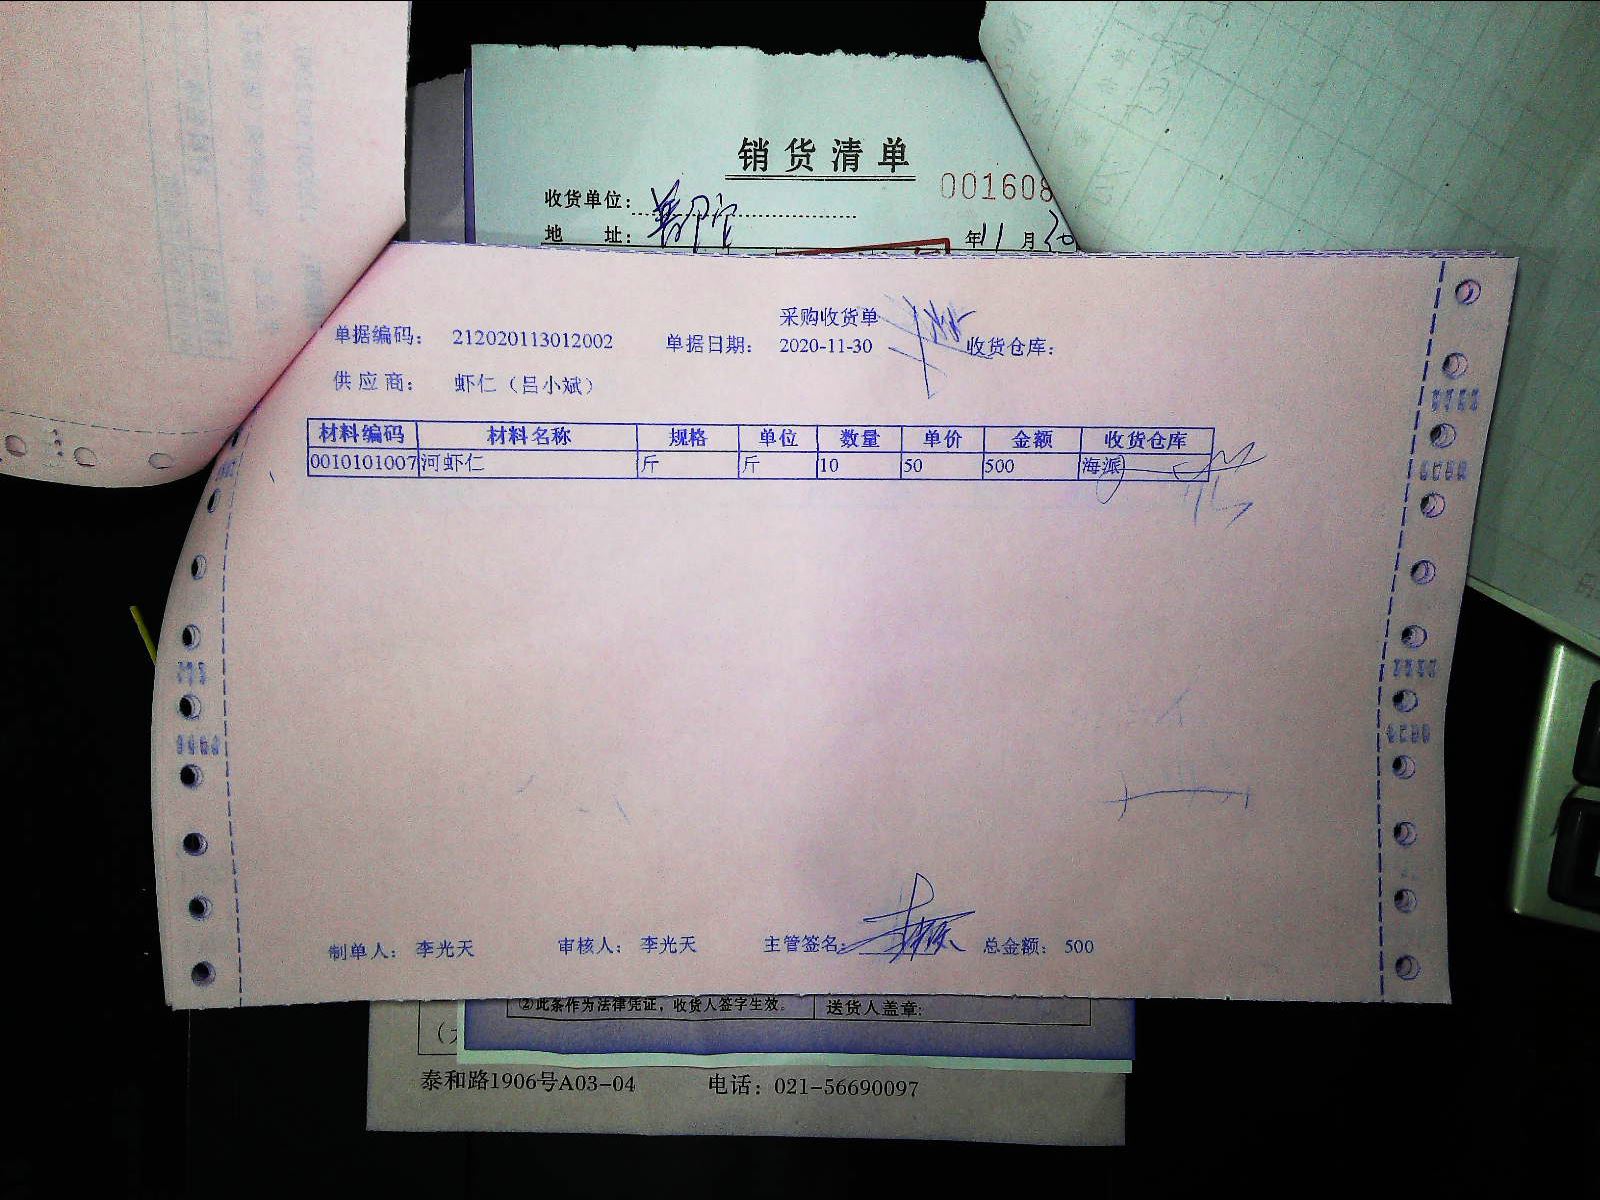 销货清单
001608
收货单位：
地 址： 年11月30
采购收货单
单据编码： 212020113012002 单据日期： 2020-11-30 收货仓库：
供应商： 虾仁（吕小斌）
材料编码 材料名称 规格 单位 数量 单价 金额 收货仓库
0010101007 河虾仁 斤 斤 10 50 500 海派
制单人： 李光天 审核人： 李光天 主管签名： 总金额： 500
②此条作为法律凭证，收货人签字生效。 送货人盖章：
泰和路1906号A03-04 电话：021-56690097